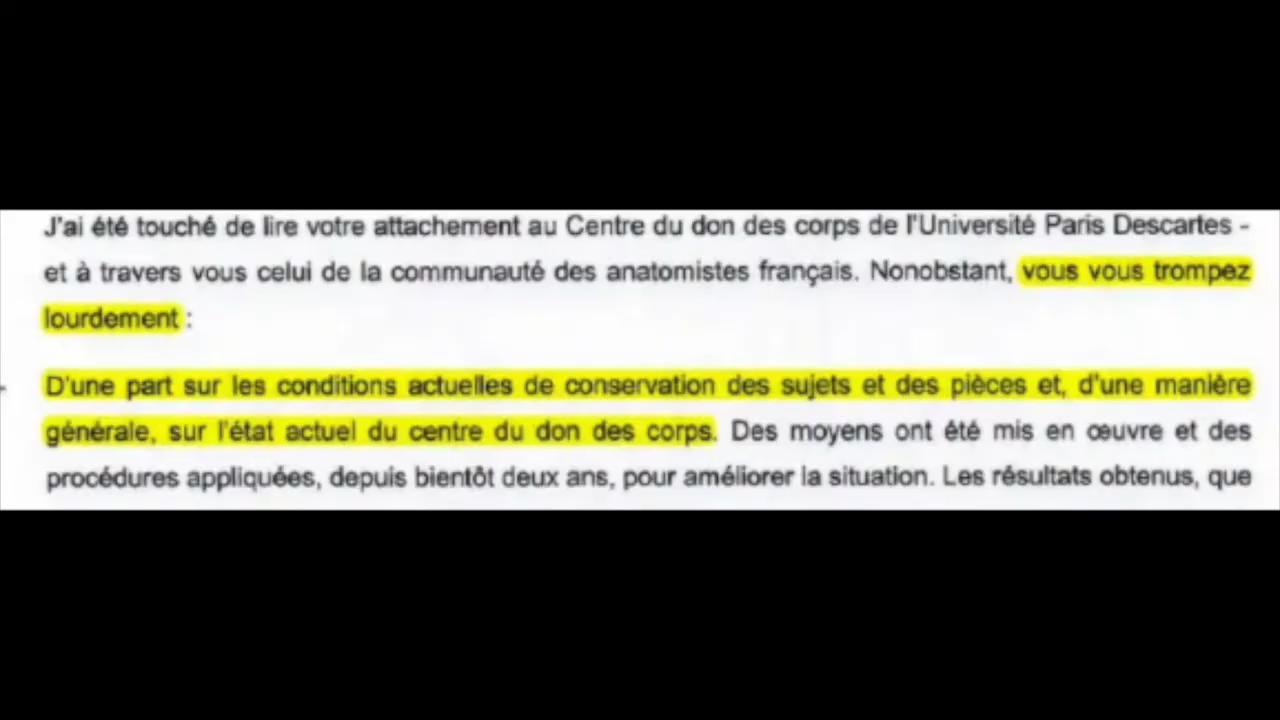 J'ai été touché de lire votre attachement au Centre du don des corps de l'Université Paris Descartes -
et à travers vous celui de la communauté des anatomistes français. Nonobstant, vous vous trompez
lourdement :
D'une part sur les conditions actuelles de conservation des sujets et des pièces et, d'une manière
générale, sur l'état actuel du centre du don des corps. Des moyens ont été mis en œuvre et des
procédures appliquées, depuis bientôt deux ans, pour améliorer la situation. Les résultats obtenus, que